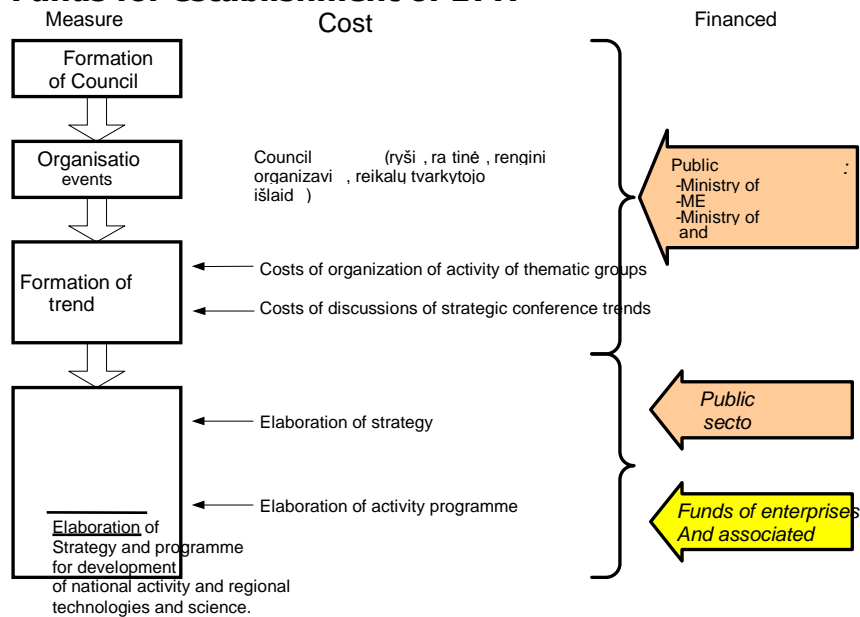 Measure
Cost
Financed
Formation
of Council
Organisatio
events
Council (ryši , ra tinė , rengini
organizavi , reikalų tvarkytojo
išlaid )
Public :
-Ministry of
-ME
-Ministry of
and
Formation of
trend
Costs of organization of activity of thematic groups
Costs of discussions of strategic conference trends
Elaboration of strategy
Public
secto
Elaboration of activity programme
Funds of enterprises
And associated
Elaboration of
Strategy and programme
for development
of national activity and regional
technologies and science.